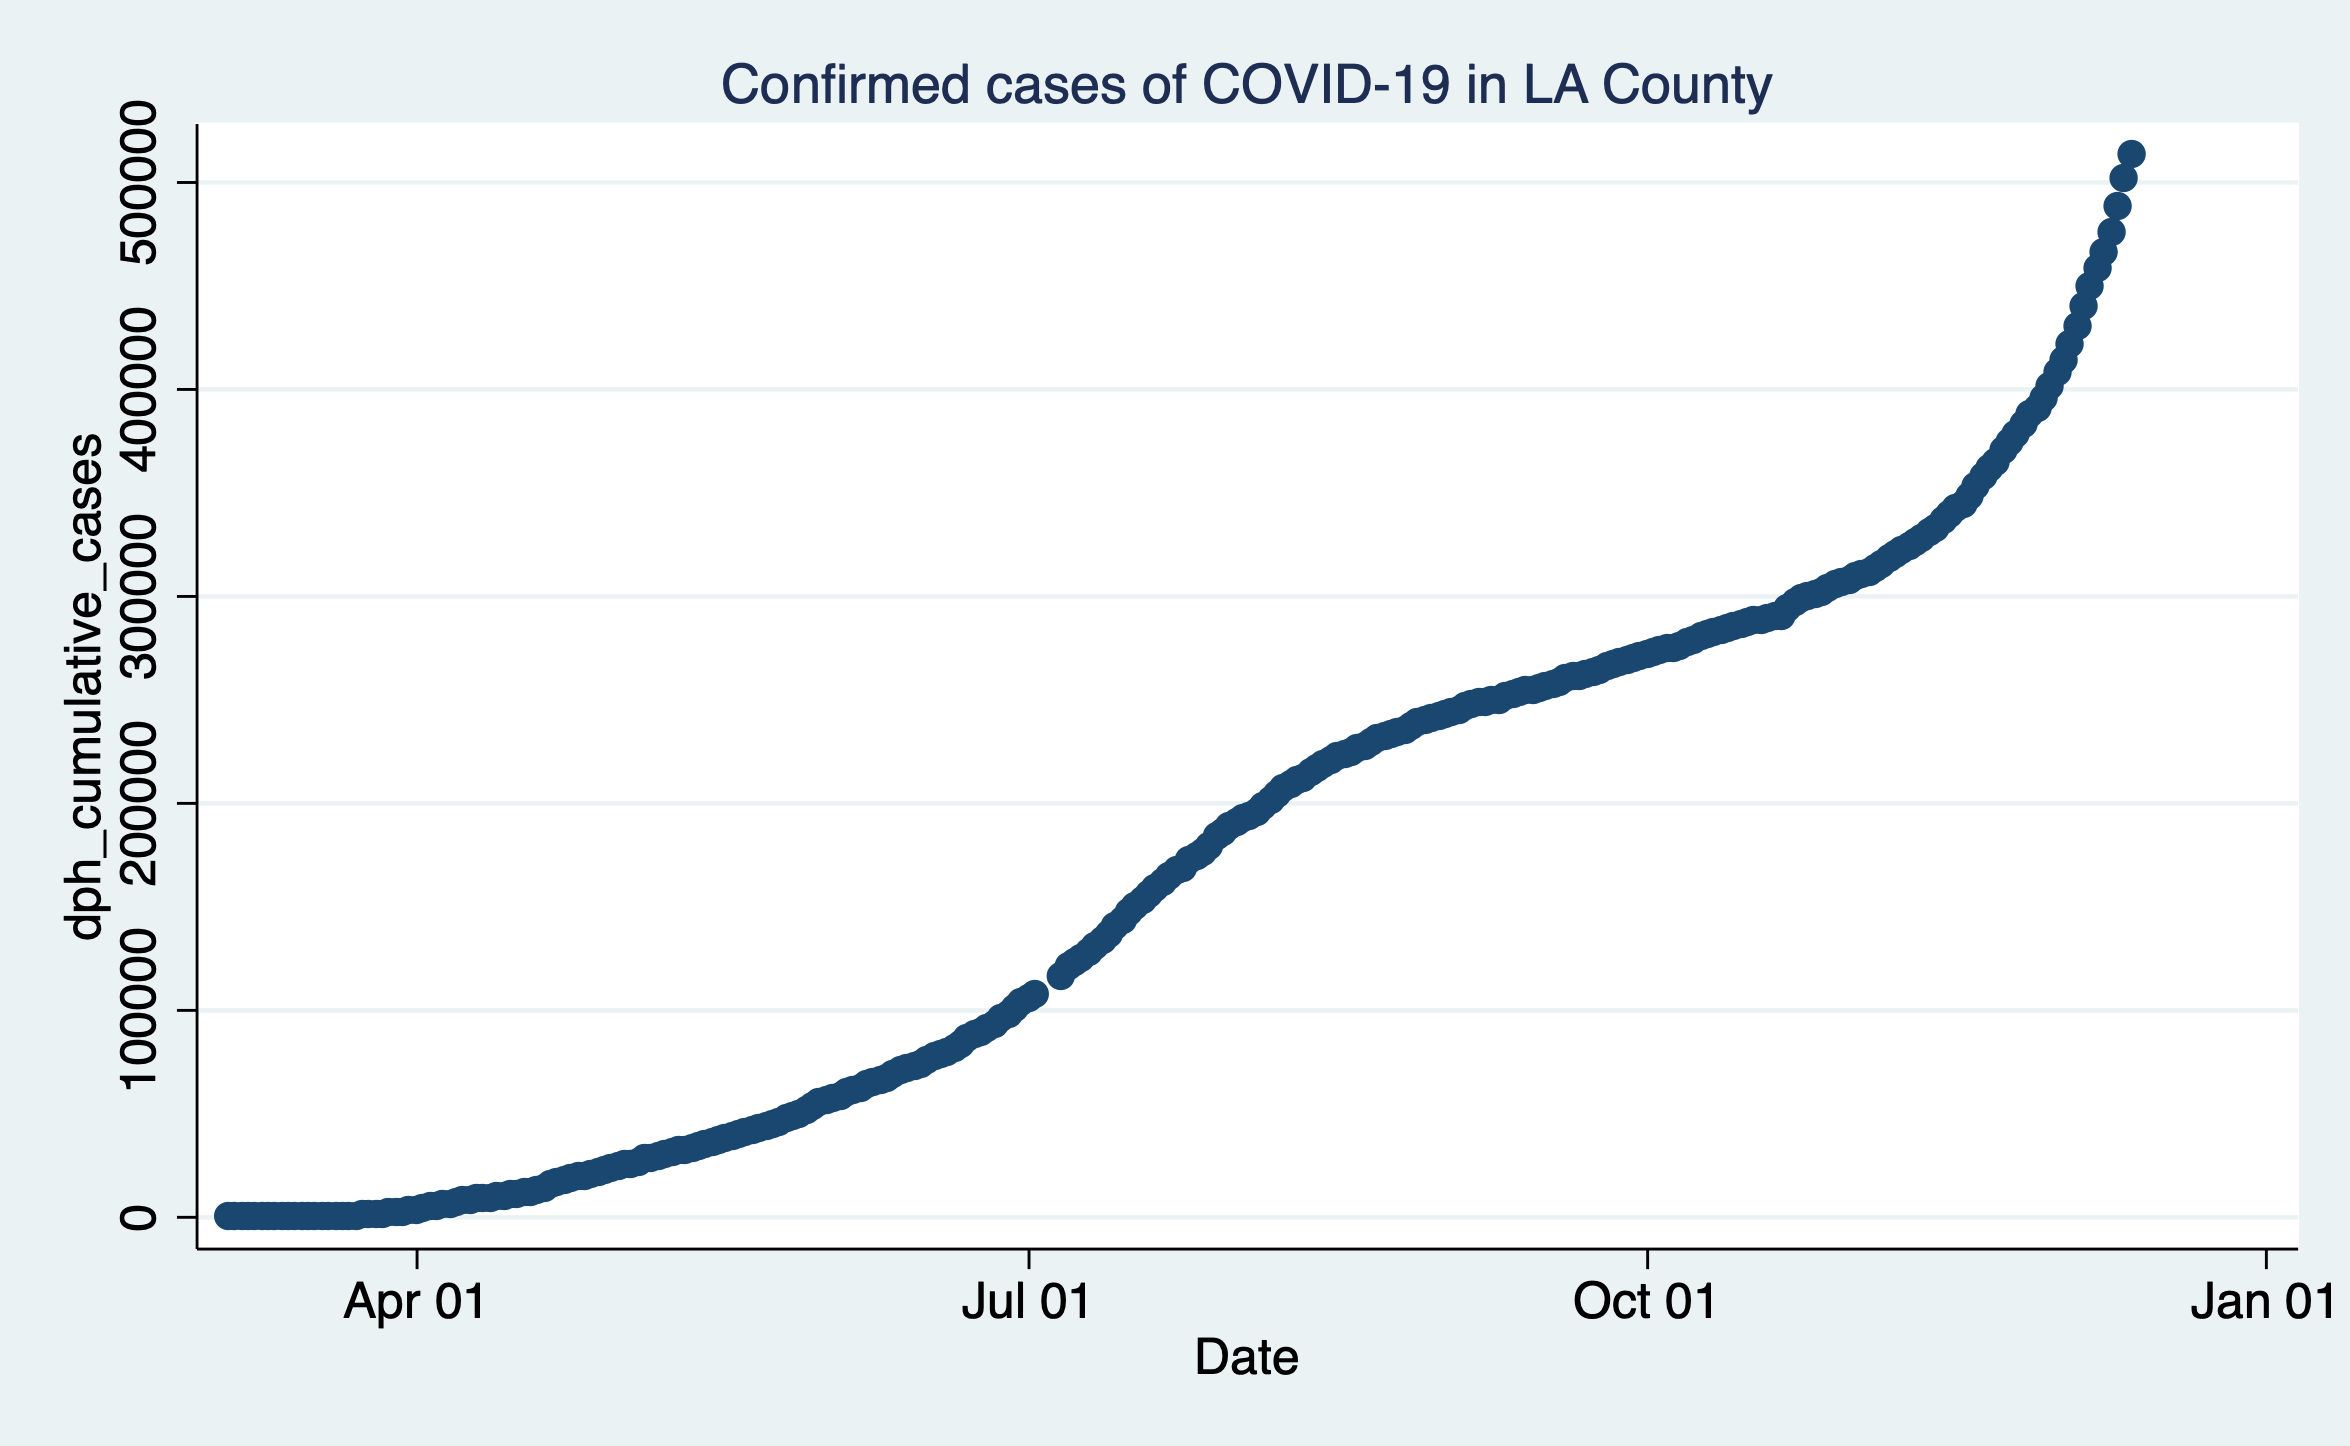 Confirmed cases of COVID-19 in LA County
dph_cumulative_cases
500000
400000
300000
200000
100000
0
Apr 01
Jul 01
Oct 01
Jan 01
Date